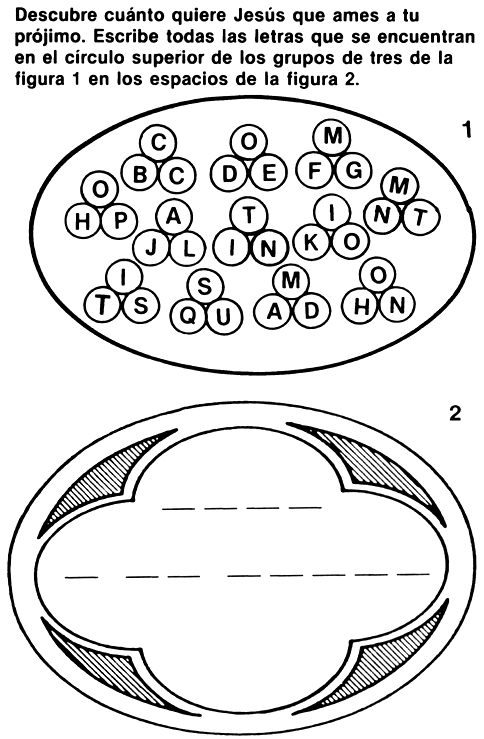 Descubre cuánto quiere Jesús que ames a tu
prójimo. Escribe todas las letras que se encuentran
en el círculo superior de los grupos de tres de la
figura 1 en los espacios de la figura 2.
1
C O M
B C D E F G
O A T I M
H P J L I N K O N T
I S M O
T S Q U A D H N
2